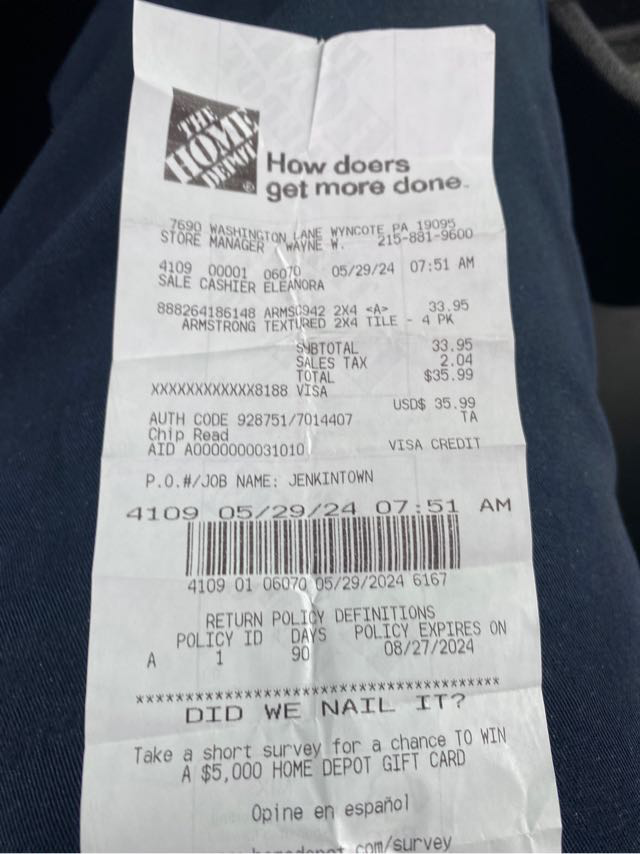 THE
HOME
DEPOT
®
How doers
get more done.
7690 WASHINGTON LANE WYNCOTE, PA 19095
STORE MANAGER WAYNE W. 215-881-9600
4109 00001 06070 05/29/24 07:51 AM
SALE CASHIER ELEANORA
888264186148 ARMSC942 2X4 <A> 33.95
ARMSTRONG TEXTURED 2X4 TILE - 4 PK
SUBTOTAL 33.95
SALES TAX 2.04
TOTAL $35.99
XXXXXXXXXXXX8188 VISA
USD$ 35.99
AUTH CODE 928751/7014407 TA
Chip Read
AID A0000000031010 VISA CREDIT
P.O.#/JOB NAME: JENKINTOWN
4109 05/29/24 07:51 AM
4109 01 06070 05/29/2024 6167
RETURN POLICY DEFINITIONS
POLICY ID DAYS POLICY EXPIRES ON
A 1 90 08/27/2024
************************************
DID WE NAIL IT?
Take a short survey for a chance TO WIN
A $5,000 HOME DEPOT GIFT CARD
Opine en español
.com/survey